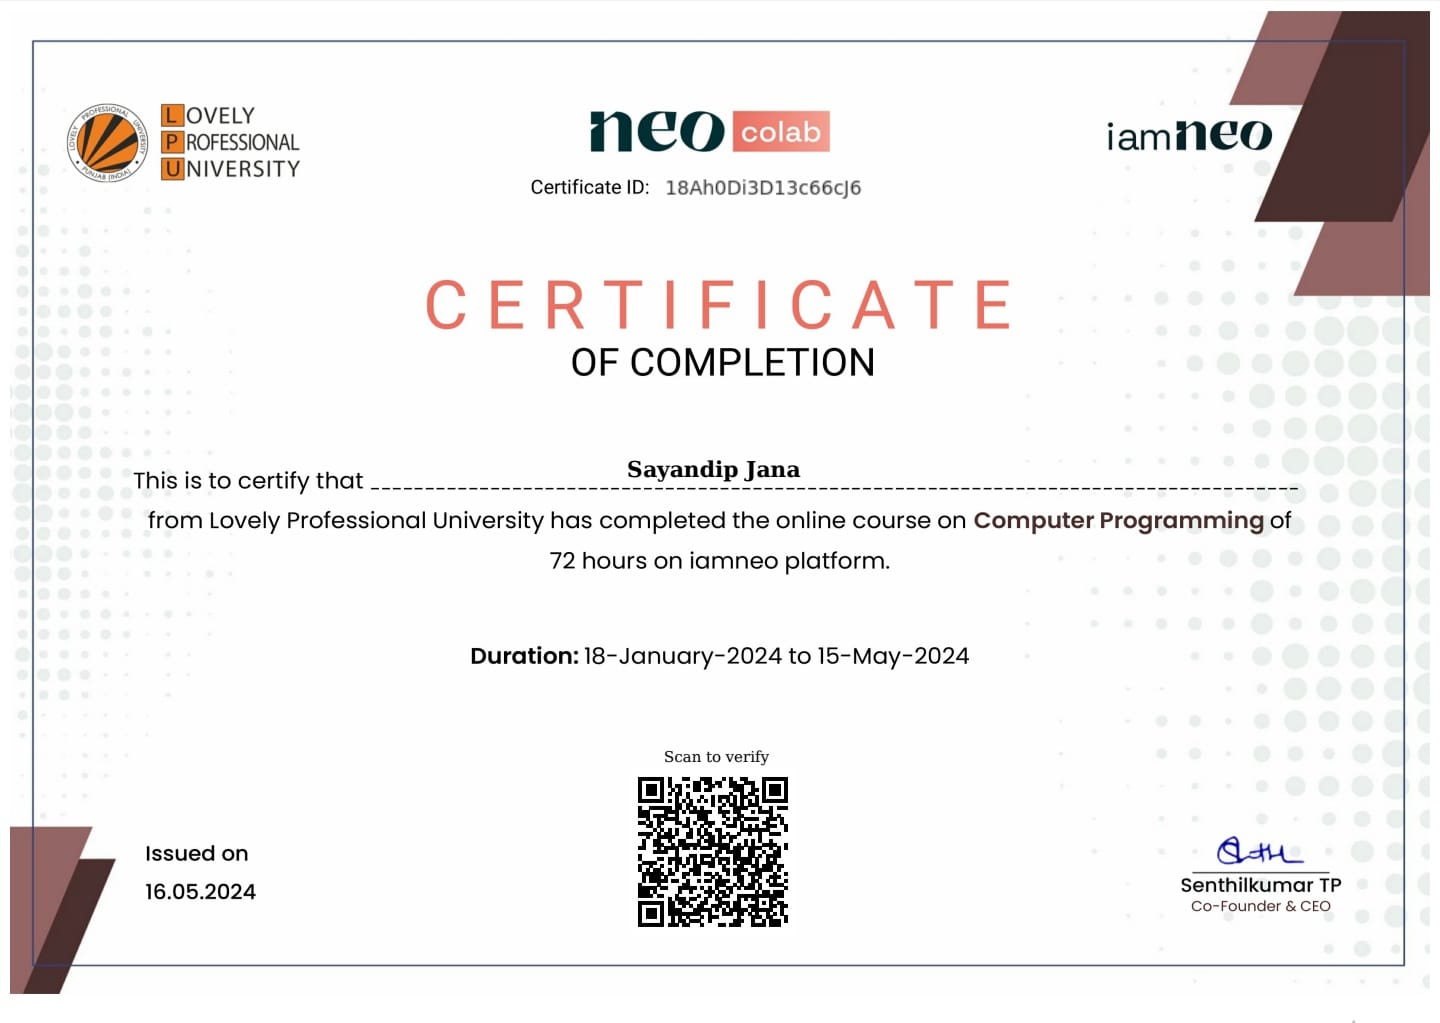 LOVELY
PROFESSIONAL
UNIVERSITY
LOVELY PROFESSIONAL UNIVERSITY
PUNJAB (INDIA)
neo colab
iamneo
Certificate ID: 18Ah0Di3D13c66cJ6
CERTIFICATE
OF COMPLETION
This is to certify that Sayandip Jana
from Lovely Professional University has completed the online course on Computer Programming of
72 hours on iamneo platform.
Duration: 18-January-2024 to 15-May-2024
Scan to verify
Issued on
16.05.2024
Senthilkumar TP
Co-Founder & CEO